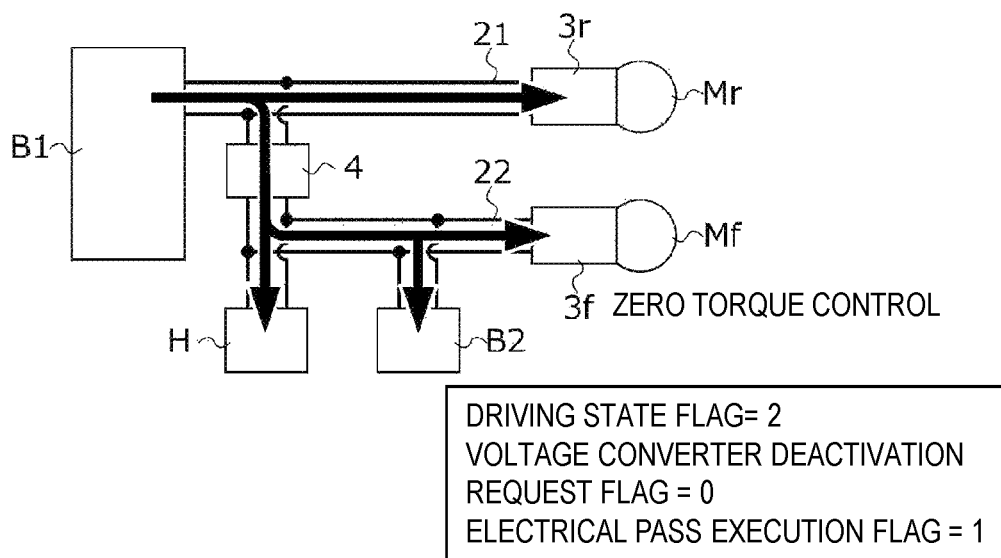 21
3r
Mr
B1
4
22
Mf
3f ZERO TORQUE CONTROL
H
B2
DRIVING STATE FLAG= 2
VOLTAGE CONVERTER DEACTIVATION
REQUEST FLAG = 0
ELECTRICAL PASS EXECUTION FLAG = 1